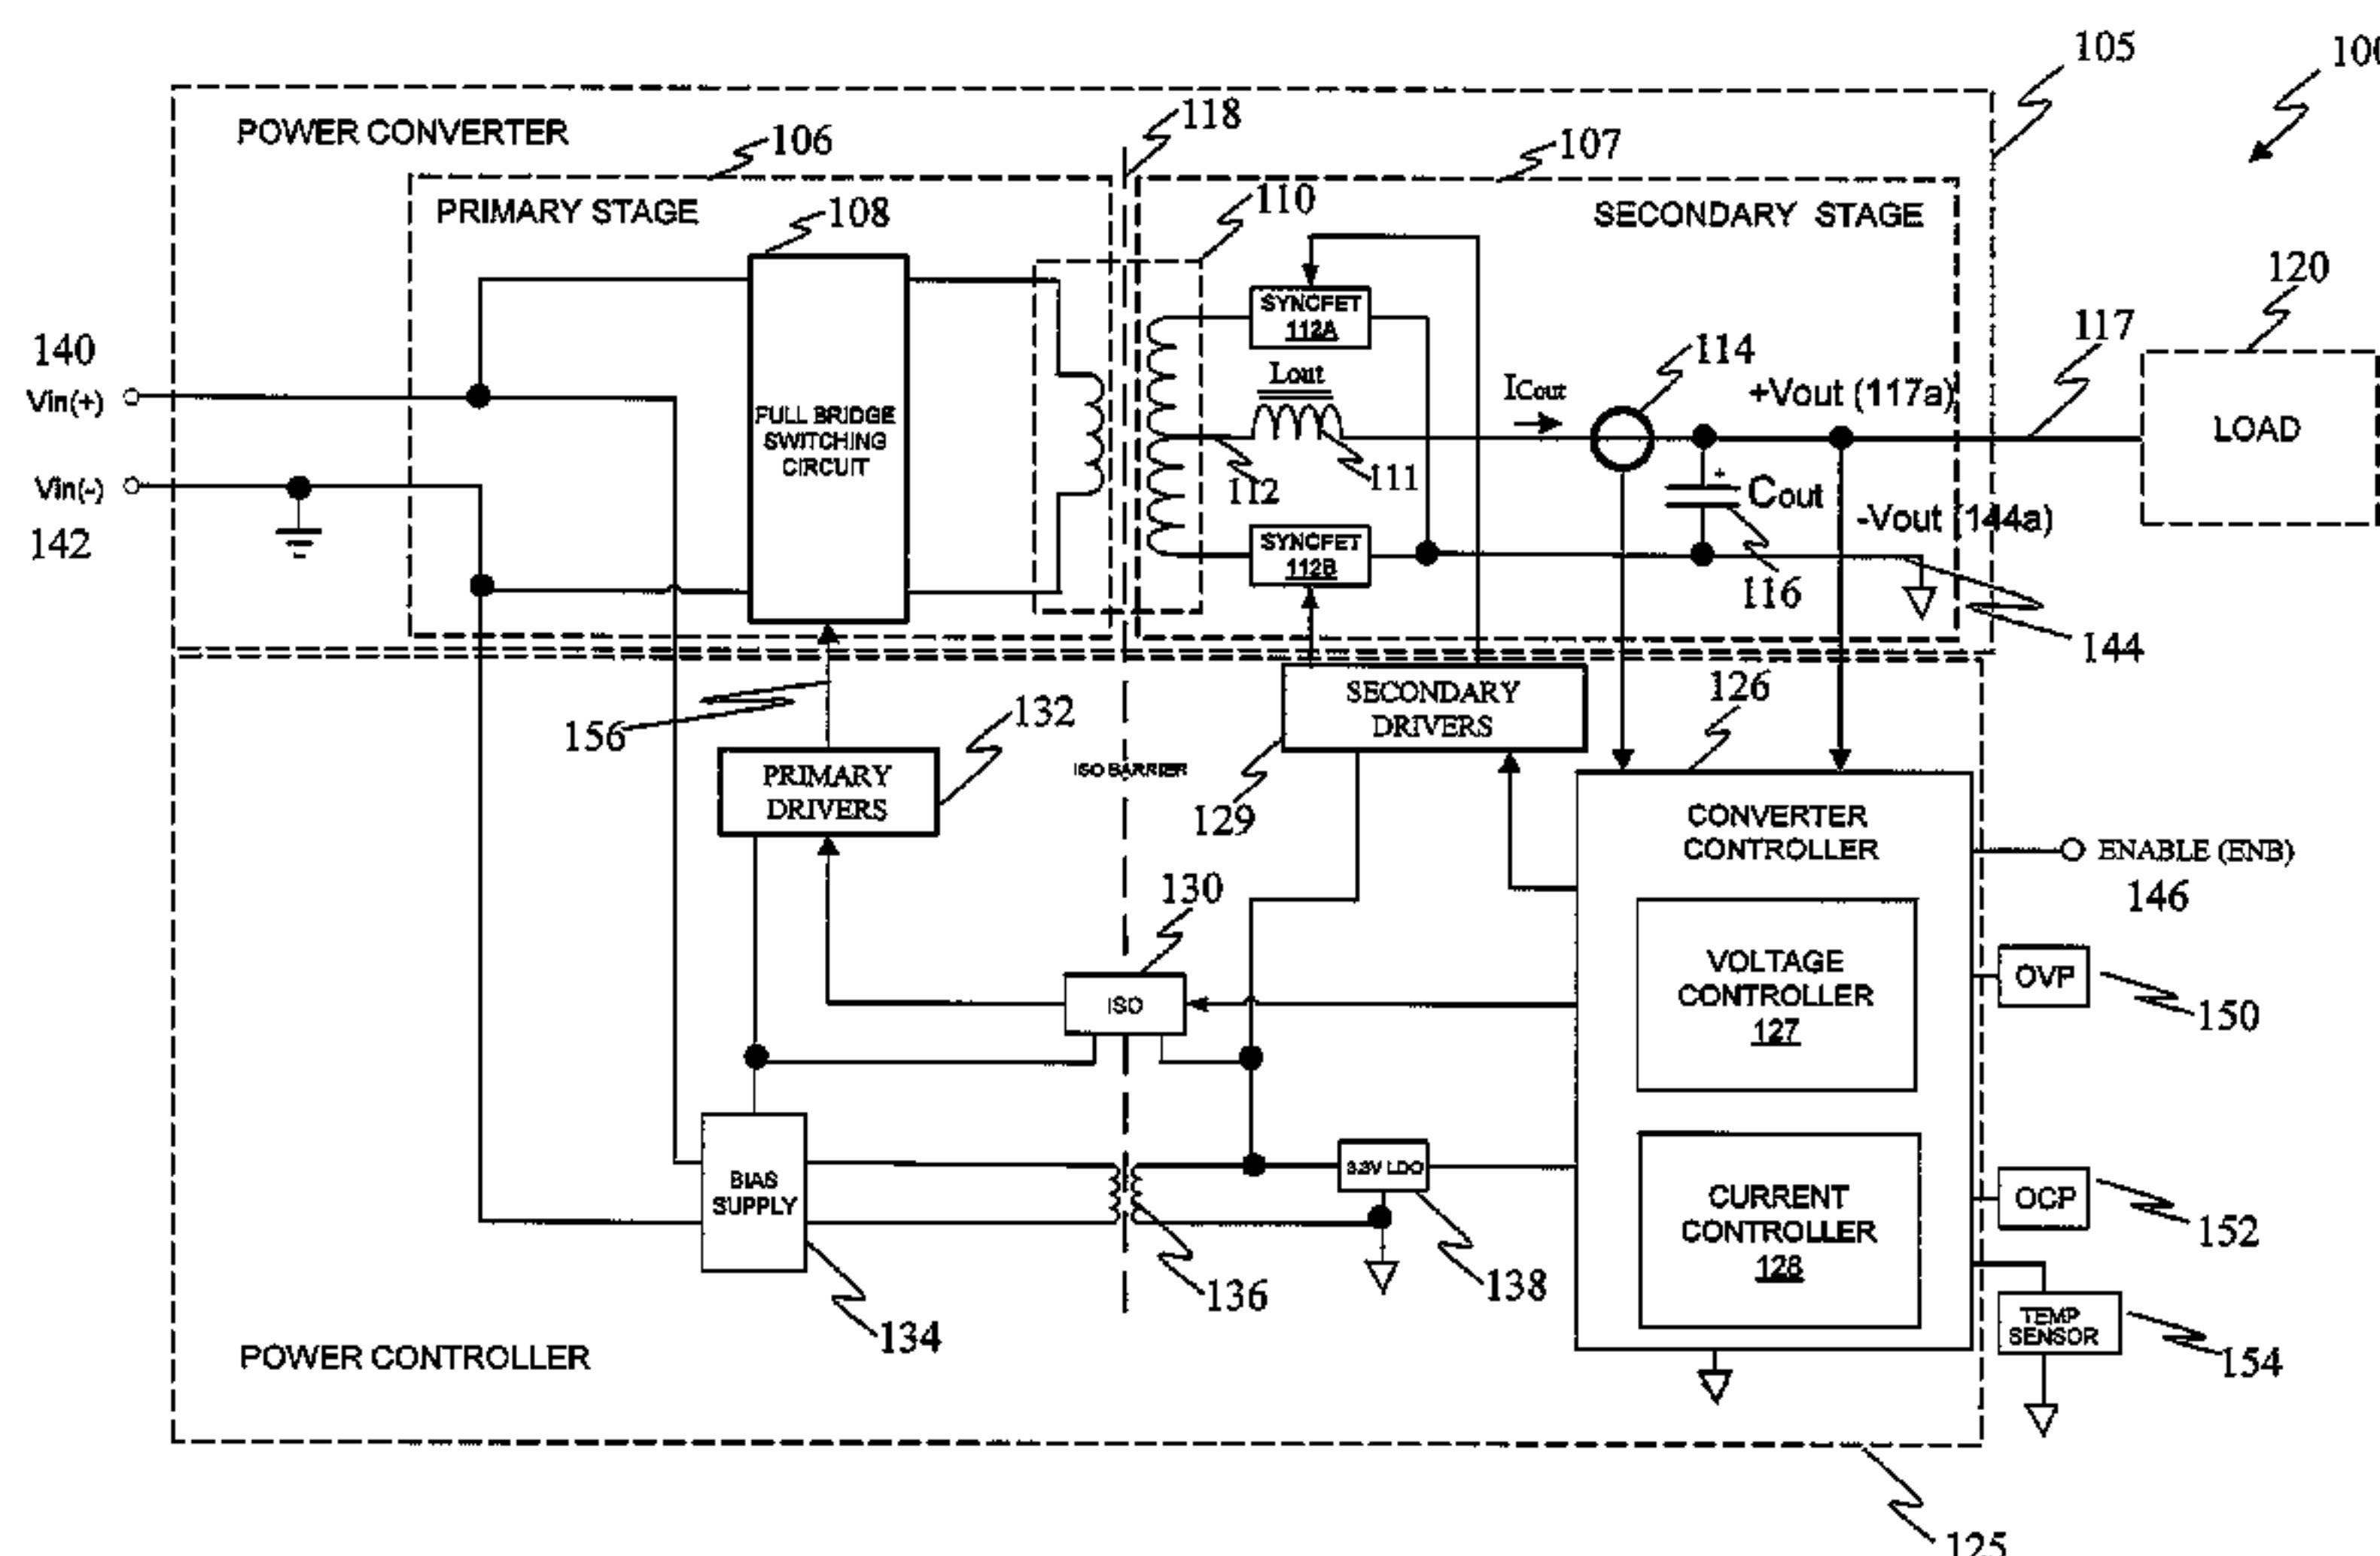 100
105
POWER CONVERTER
118
106
107
PRIMARY STAGE
108
110
SECONDARY STAGE
120
SYNCFET
112A
117
140
Vin(+)
Lout
ICout
114
+Vout (117a)
LOAD
FULL BRIDGE
SWITCHING
CIRCUIT
112
111
Vin(-)
142
Cout
-Vout (144a)
SYNCFET
112B
116
144
156
132
SECONDARY
DRIVERS
126
PRIMARY
DRIVERS
ISO BARRIER
129
CONVERTER
CONTROLLER
ENABLE (ENB)
146
130
VOLTAGE
CONTROLLER
127
OVP
150
ISO
BIAS
SUPPLY
3.3V LDO
CURRENT
CONTROLLER
128
OCP
152
136
138
TEMP
SENSOR
154
134
POWER CONTROLLER
125